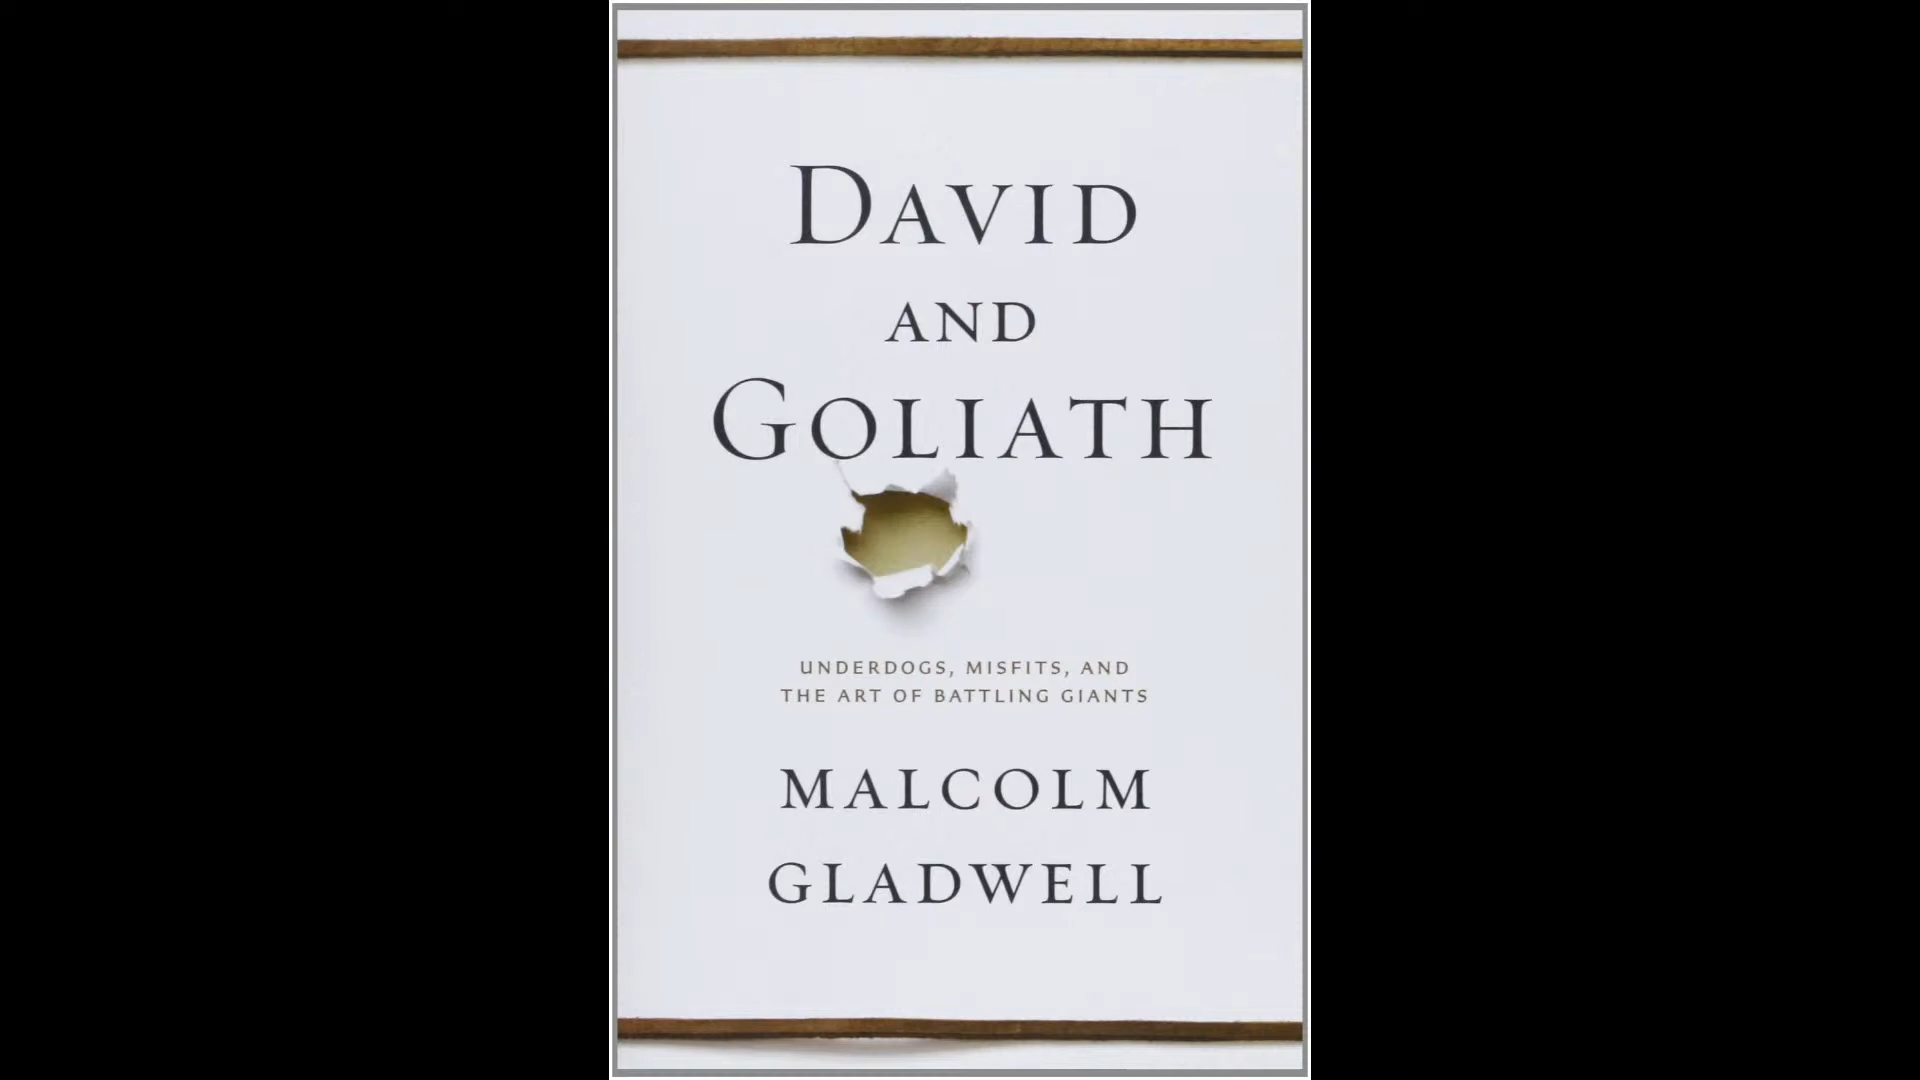 DAVID
AND
GOLIATH
UNDERDOGS, MISFITS, AND
THE ART OF BATTLING GIANTS
MALCOLM
GLADWELL